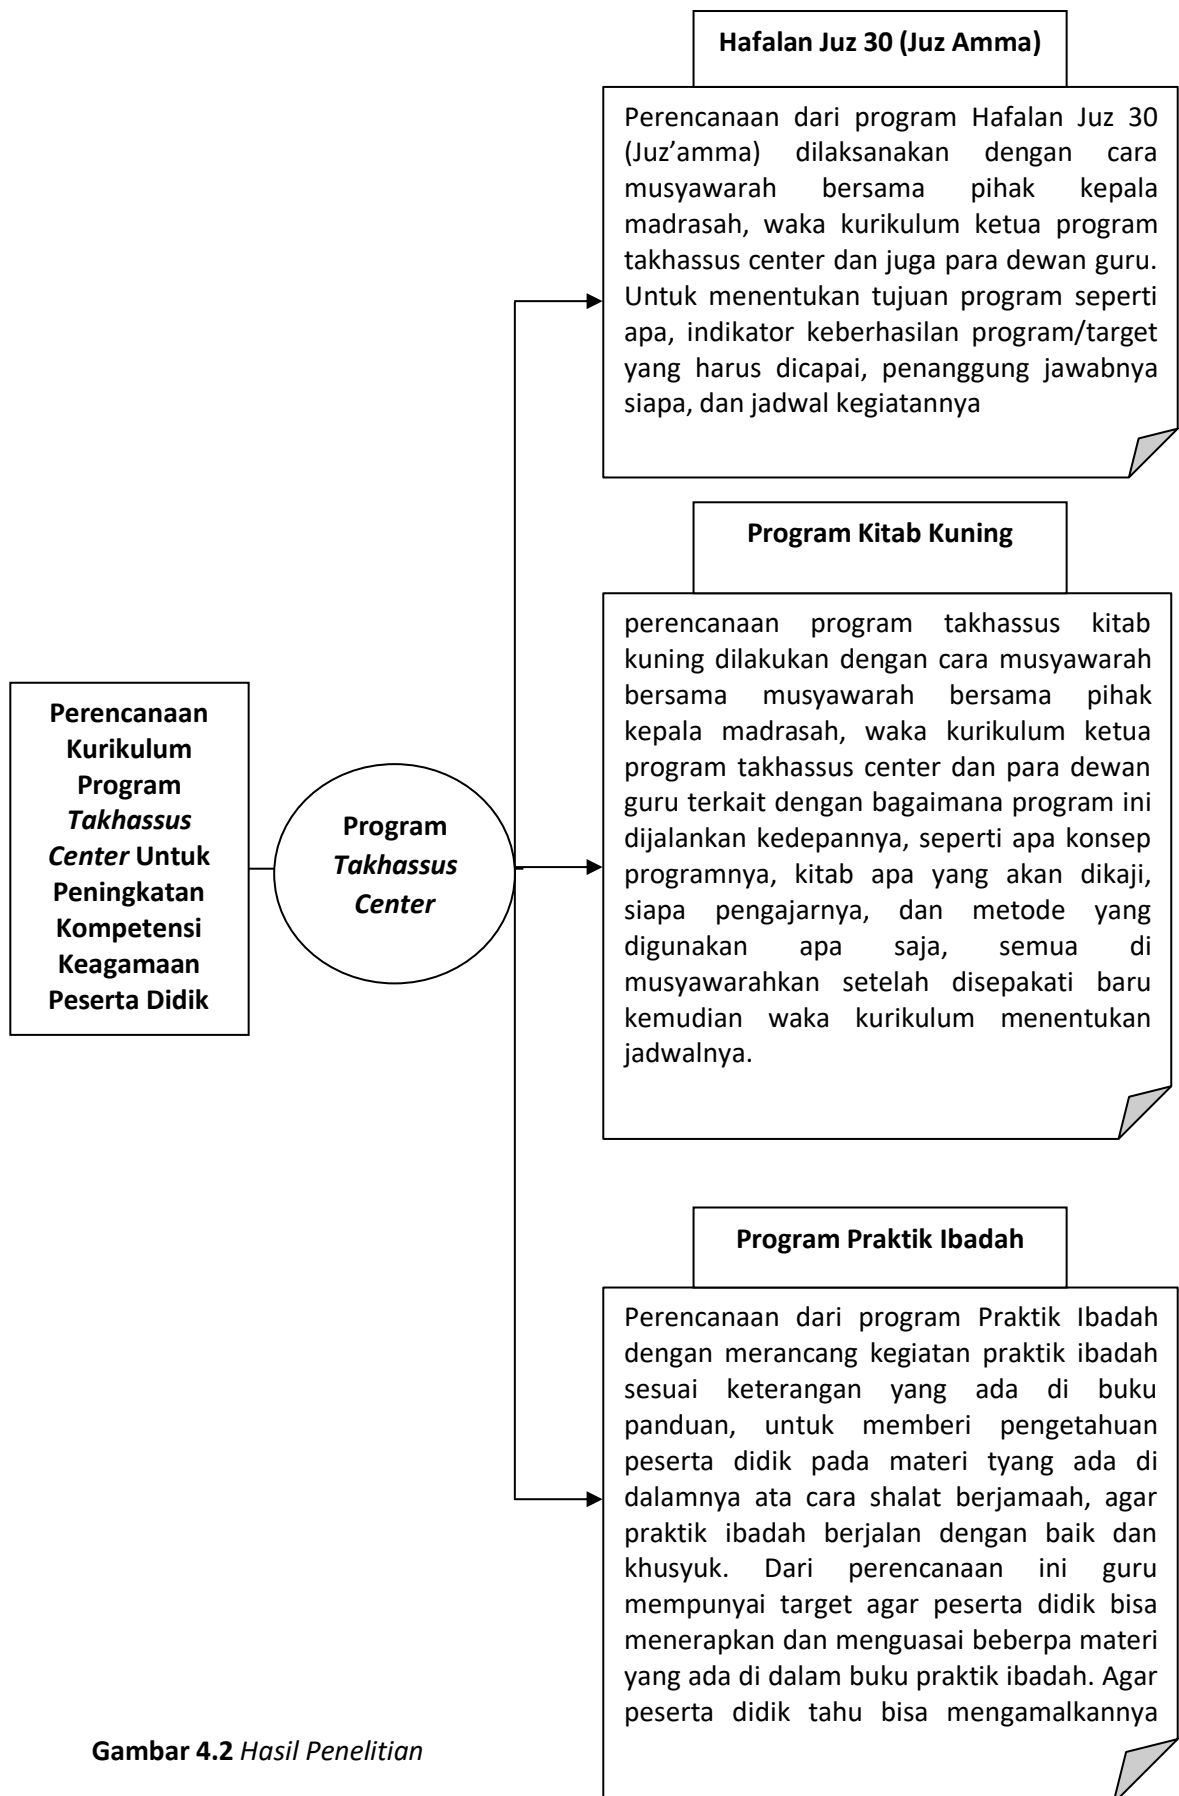 Hafalan Juz 30 (Juz Amma)
Perencanaan dari program Hafalan Juz 30
(Juz’amma) dilaksanakan dengan cara
musyawarah bersama pihak kepala
madrasah, waka kurikulum ketua program
takhassus center dan juga para dewan guru.
Untuk menentukan tujuan program seperti
apa, indikator keberhasilan program/target
yang harus dicapai, penanggung jawabnya
siapa, dan jadwal kegiatannya
Program Kitab Kuning
perencanaan program takhassus kitab
kuning dilakukan dengan cara musyawarah
bersama musyawarah bersama pihak
kepala madrasah, waka kurikulum ketua
program takhassus center dan para dewan
guru terkait dengan bagaimana program ini
dijalankan kedepannya, seperti apa konsep
programnya, kitab apa yang akan dikaji,
siapa pengajarnya, dan metode yang
digunakan apa saja, semua di
musyawarahkan setelah disepakati baru
kemudian waka kurikulum menentukan
jadwalnya.
Perencanaan
Kurikulum
Program
Takhassus
Center Untuk
Peningkatan
Kompetensi
Keagamaan
Peserta Didik
Program
Takhassus
Center
Program Praktik Ibadah
Perencanaan dari program Praktik Ibadah
dengan merancang kegiatan praktik ibadah
sesuai keterangan yang ada di buku
panduan, untuk memberi pengetahuan
peserta didik pada materi tyang ada di
dalamnya ata cara shalat berjamaah, agar
praktik ibadah berjalan dengan baik dan
khusyuk. Dari perencanaan ini guru
mempunyai target agar peserta didik bisa
menerapkan dan menguasai beberpa materi
yang ada di dalam buku praktik ibadah. Agar
peserta didik tahu bisa mengamalkannya
Gambar 4.2 Hasil Penelitian